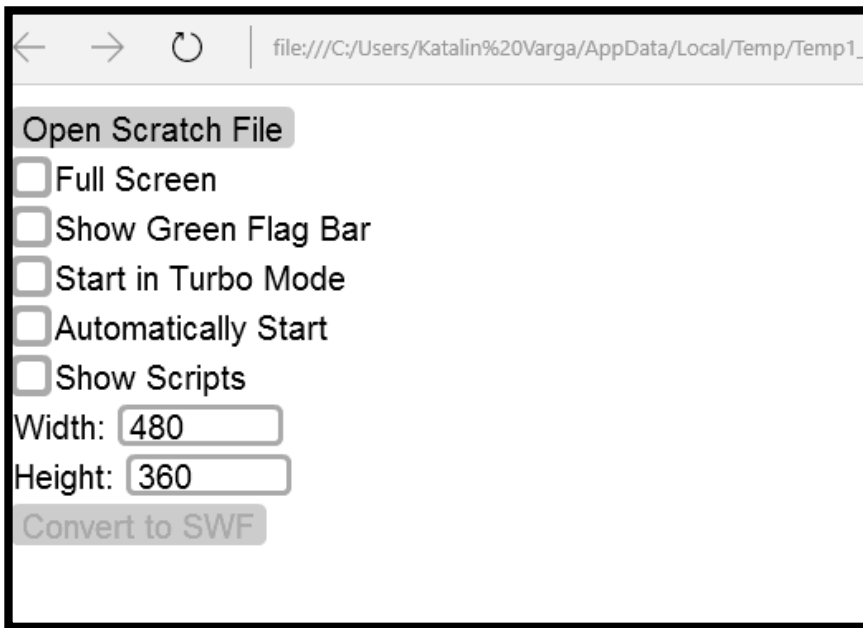 file:///C:/Users/Katalin%20Varga/AppData/Local/Temp/Temp1_
Open Scratch File
Full Screen
Show Green Flag Bar
Start in Turbo Mode
Automatically Start
Show Scripts
Width: 480
Height: 360
Convert to SWF